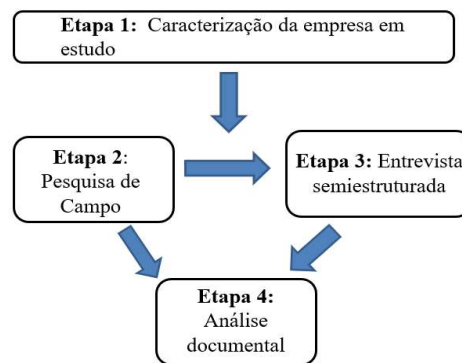 Etapa 1: Caracterização da empresa em
estudo
Etapa 2:
Pesquisa de
Campo
Etapa 3: Entrevista
semiestruturada
Etapa 4:
Análise
documental